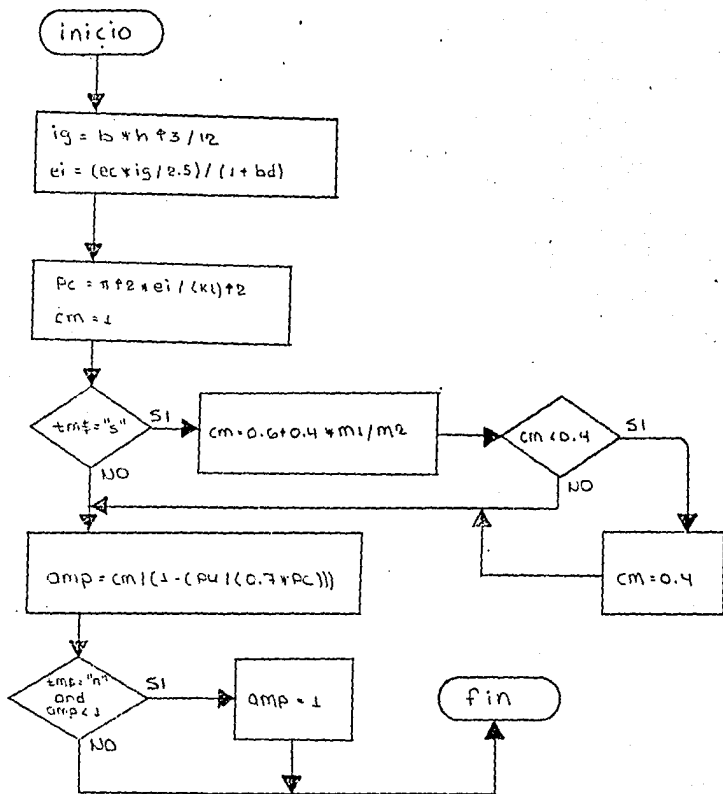 inicio
ig = b * h ↑ 3 / 12
ei = (ec * ig / 2.5) / (1 + bd)
Pc = π ↑ 2 * ei / (kl) ↑ 2
cm = 1
tmf = "s"
SI
cm = 0.6 + 0.4 * m1 / m2
cm < 0.4
SI
NO
NO
amp = cm / (1 - (pu / (0.7 * pc)))
cm = 0.4
tmf = "n"
and
amp < 1
SI
amp = 1
fin
NO